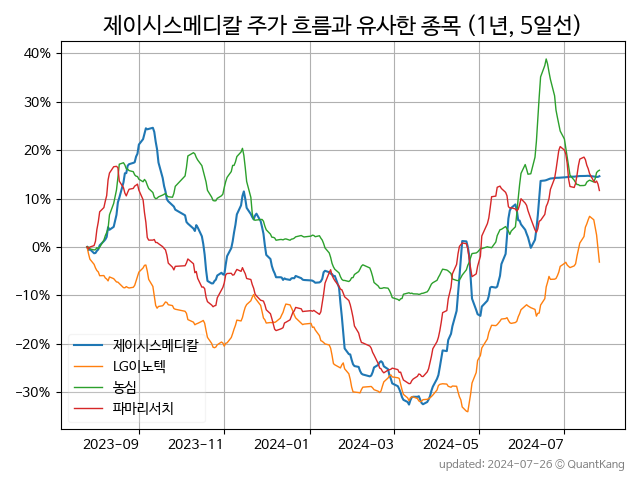 제이시스메디칼 주가 흐름과 유사한 종목 (1년, 5일선)
40%
30%
20%
10%
0%
−10%
−20%
−30%
제이시스메디칼
LG이노텍
농심
파마리서치
2023-09
2023-11
2024-01
2024-03
2024-05
2024-07
updated: 2024-07-26 © QuantKang